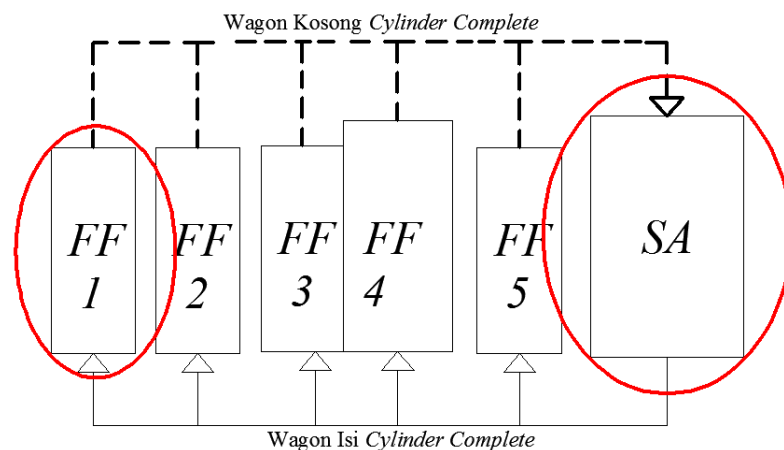 Wagon Kosong Cylinder Complete
FF
1
FF
2
FF
3
FF
4
FF
5
SA
Wagon Isi Cylinder Complete